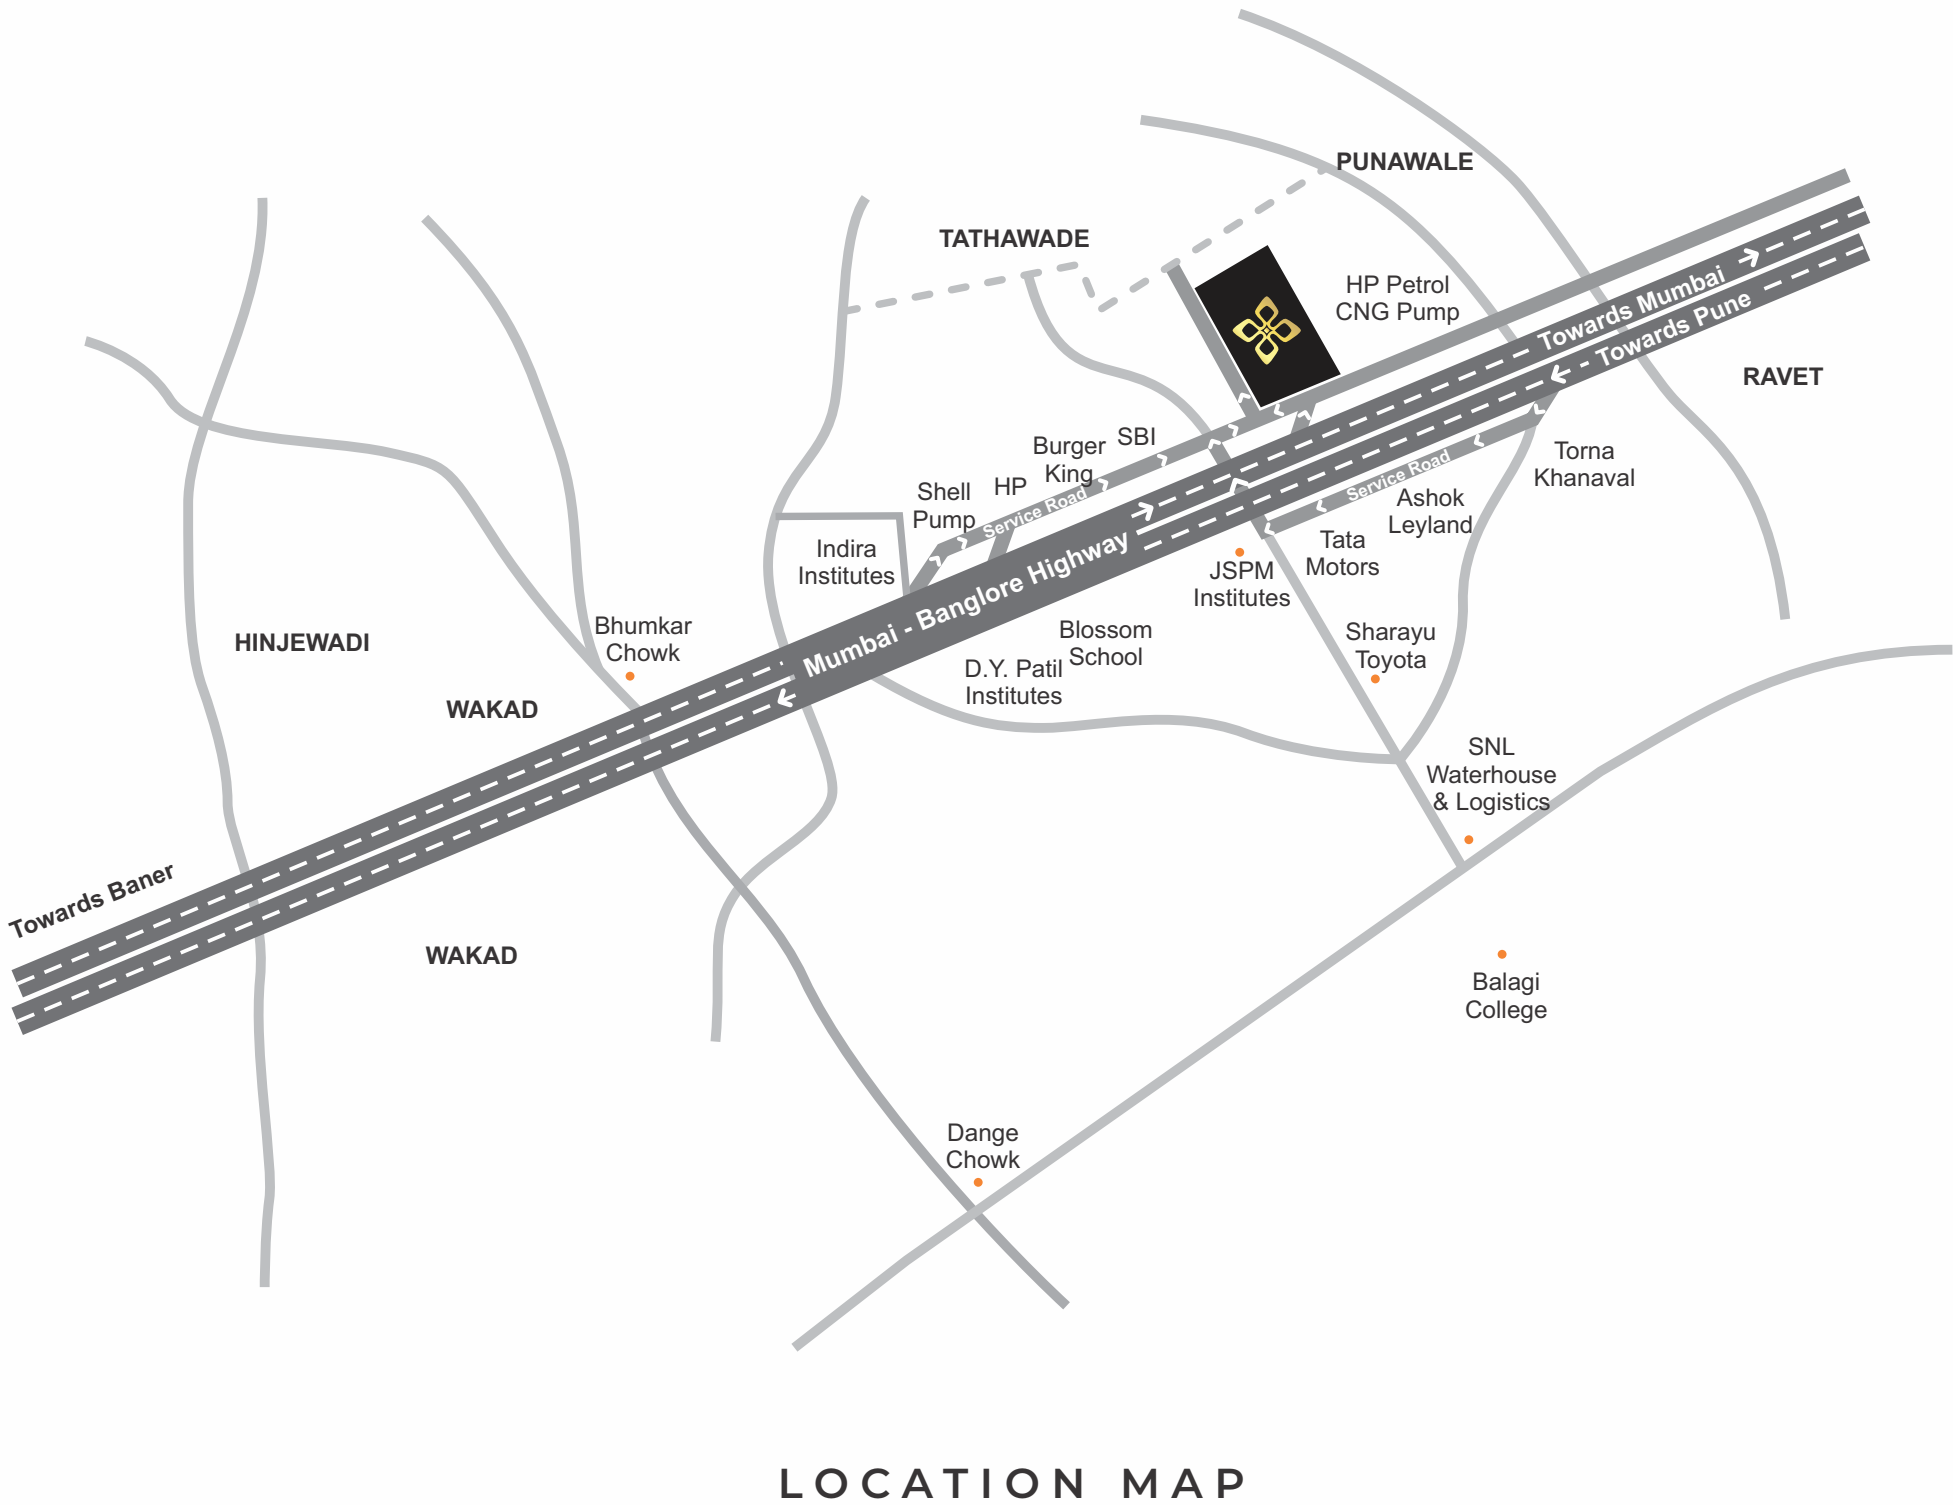 PUNAWALE
TATHAWADE
HP Petrol
CNG Pump
Towards Mumbai
Towards Pune
RAVET
SBI
Burger
King
HP
Shell
Pump
Service Road
Service Road
Torna
Khanaval
Ashok
Leyland
Tata
Motors
Indira
Institutes
Mumbai - Banglore Highway
JSPM
Institutes
Bhumkar
Chowk
HINJEWADI
Blossom
School
D.Y. Patil
Institutes
Sharayu
Toyota
WAKAD
SNL
Waterhouse
& Logistics
Towards Baner
WAKAD
Balagi
College
Dange
Chowk
LOCATION MAP